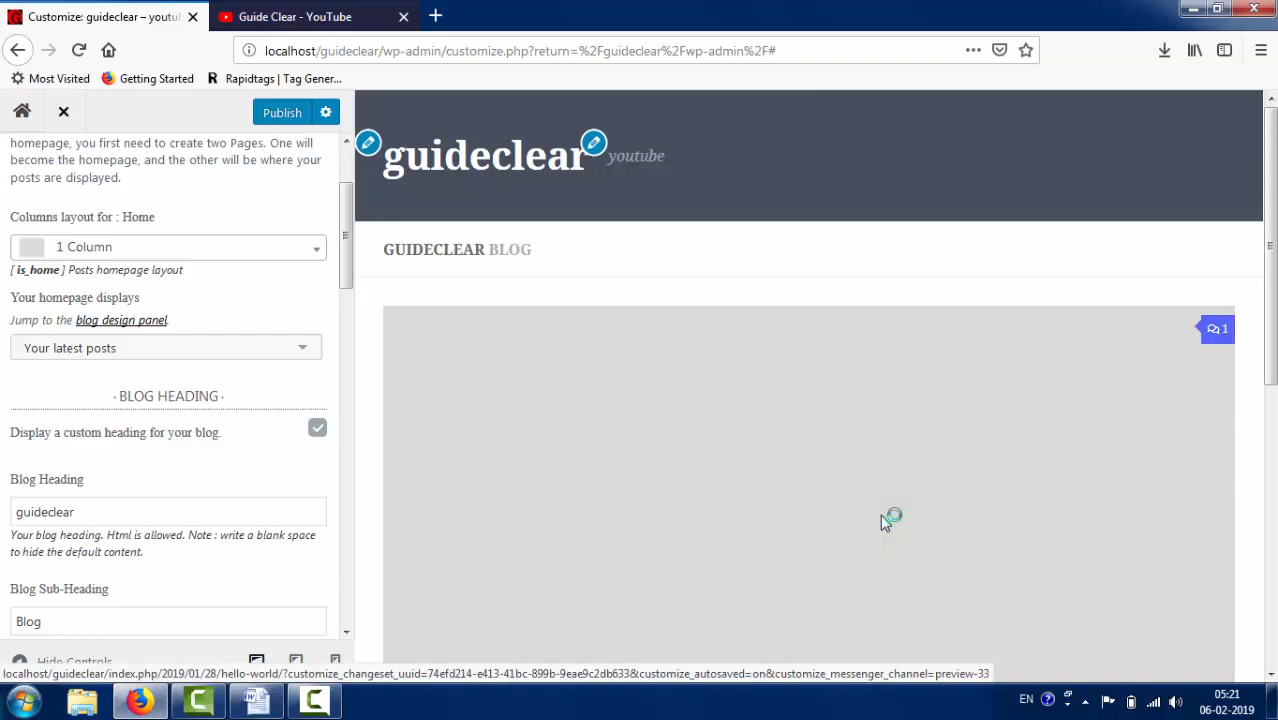 Customize: guideclear – youtu
Guide Clear - YouTube
localhost/guideclear/wp-admin/customize.php?return=%2Fguideclear%2Fwp-admin%2F#
Most Visited
Getting Started
R Rapidtags | Tag Gener...
Publish
homepage, you first need to create two Pages. One will
become the homepage, and the other will be where your
posts are displayed.
Columns layout for : Home
1 Column
[ is_home ] Posts homepage layout
Your homepage displays
Jump to the blog design panel.
Your latest posts
· BLOG HEADING ·
Display a custom heading for your blog.
Blog Heading
guideclear
Your blog heading. Html is allowed. Note : write a blank space
to hide the default content.
Blog Sub-Heading
Blog
Hide Controls
guideclear youtube
GUIDECLEAR BLOG
1
localhost/guideclear/index.php/2019/01/28/hello-world/?customize_changeset_uuid=74efd214-e413-41bc-899b-9eae9c2db633&customize_autosaved=on&customize_messenger_channel=preview-33
EN
05:21
06-02-2019